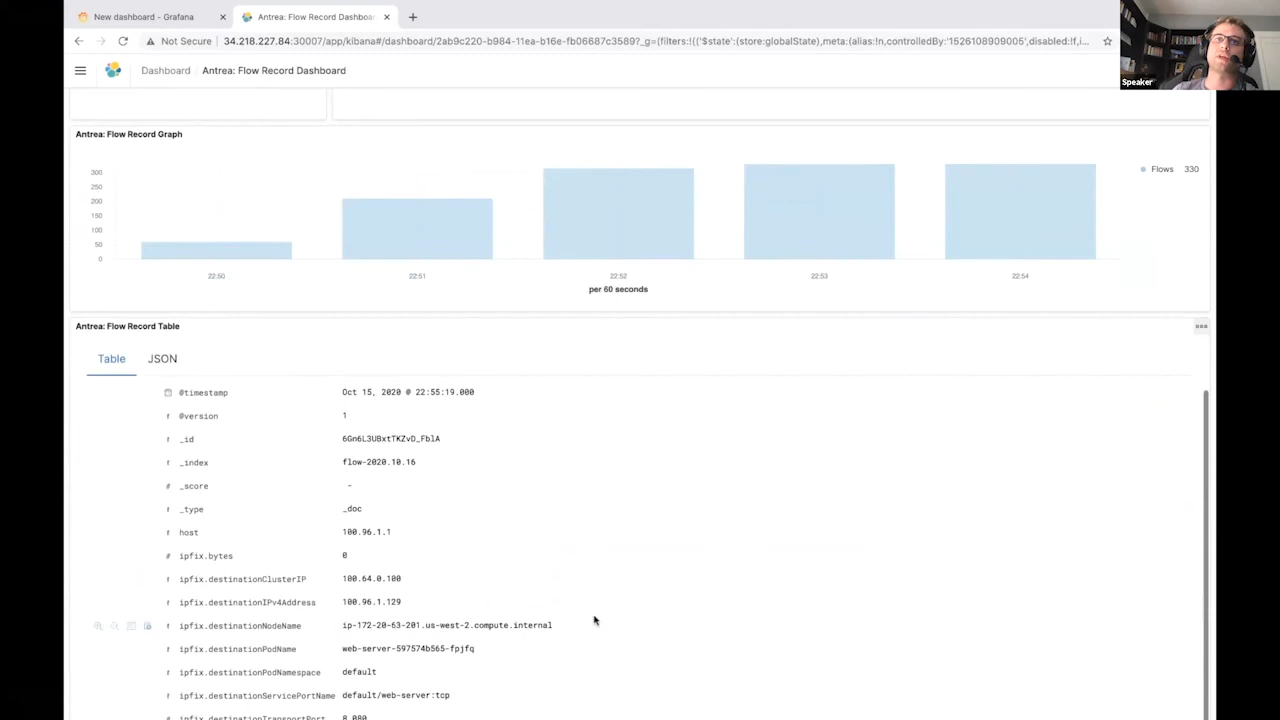 New dashboard - Grafana
Antrea: Flow Record Dashboar
Not Secure 34.218.227.84:30007/app/kibana#/dashboard/2ab9c220-b984-11ea-b16e-fb06687c3589?_g=(filters:!(('$state':(store:globalState),meta:(alias:!n,controlledBy:'1526108909005',disabled:!f,i...
Dashboard Antrea: Flow Record Dashboard
Speaker
Antrea: Flow Record Graph
300
250
200
150
100
50
0
22:50 22:51 22:52 22:53 22:54
per 60 seconds
Flows 330
Antrea: Flow Record Table
Table JSON
@timestamp Oct 15, 2020 @ 22:55:19.000
t @version 1
t _id 6Gn6L3UBxtTKZvD_FblA
t _index flow-2020.10.16
# _score -
t _type _doc
t host 100.96.1.1
# ipfix.bytes 0
t ipfix.destinationClusterIP 100.64.0.100
t ipfix.destinationIPv4Address 100.96.1.129
t ipfix.destinationNodeName ip-172-20-63-201.us-west-2.compute.internal
t ipfix.destinationPodName web-server-597574b565-fpjfq
t ipfix.destinationPodNamespace default
t ipfix.destinationServicePortName default/web-server:tcp
# ipfix.destinationTransportPort 8,080